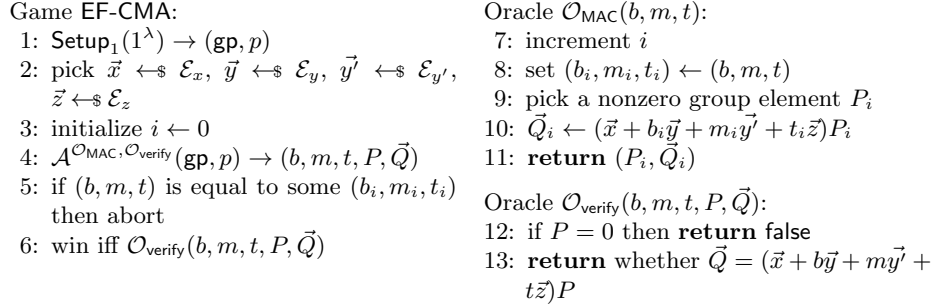 Game EF-CMA:
1: Setup₁(1^λ) → (gp, p)
2: pick x⃗ ←$ ℰ_x, y⃗ ←$ ℰ_y, y⃗′ ←$ ℰ_y′,
z⃗ ←$ ℰ_z
3: initialize i ← 0
4: 𝒜^{𝒪_MAC, 𝒪_verify}(gp, p) → (b, m, t, P, Q⃗)
5: if (b, m, t) is equal to some (b_i, m_i, t_i)
then abort
6: win iff 𝒪_verify(b, m, t, P, Q⃗)
Oracle 𝒪_MAC(b, m, t):
7: increment i
8: set (b_i, m_i, t_i) ← (b, m, t)
9: pick a nonzero group element P_i
10: Q⃗_i ← (x⃗ + b_i y⃗ + m_i y⃗′ + t_i z⃗)P_i
11: return (P_i, Q⃗_i)
Oracle 𝒪_verify(b, m, t, P, Q⃗):
12: if P = 0 then return false
13: return whether Q⃗ = (x⃗ + by⃗ + my⃗′ +
tz⃗)P